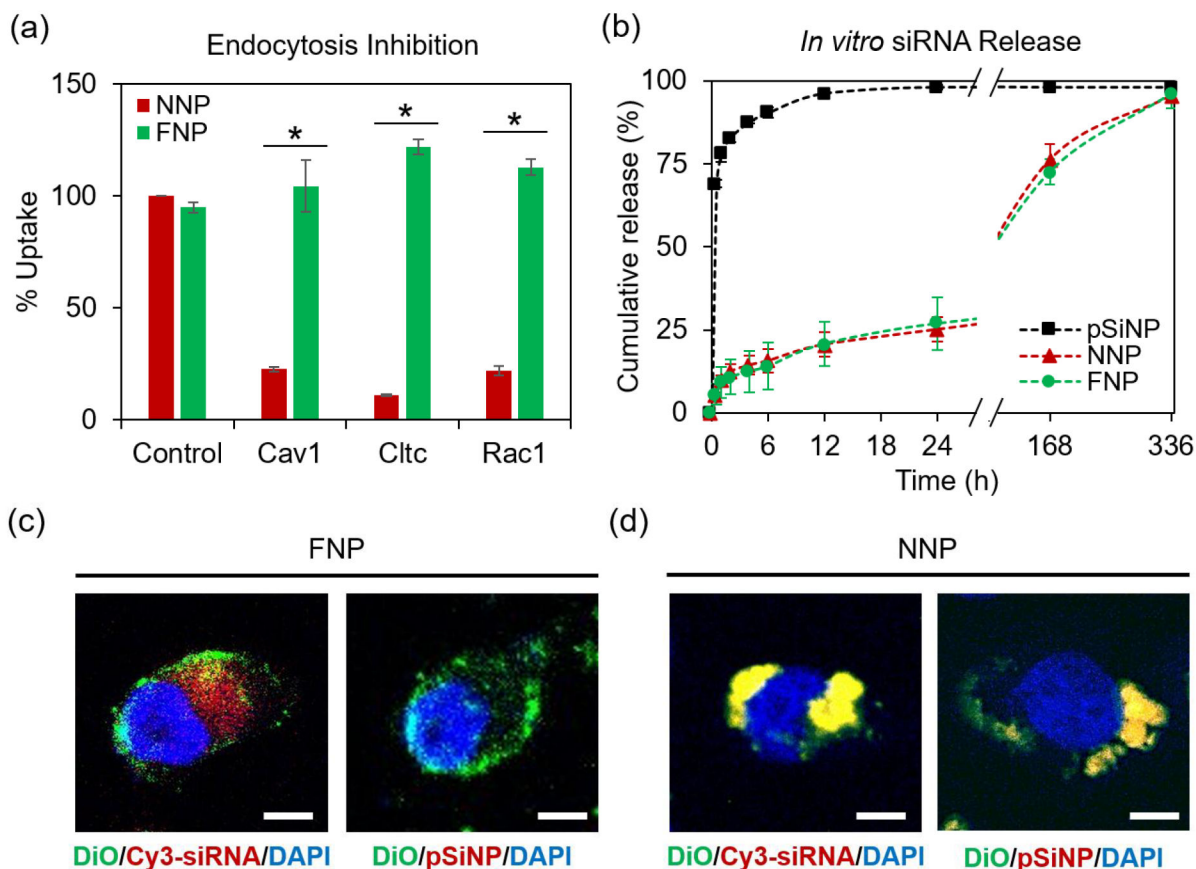 (a)
Endocytosis Inhibition
% Uptake
150
100
50
0
NNP
FNP
*
*
*
Control Cav1 Cltc Rac1
(b)
In vitro siRNA Release
Cumulative release (%)
100
75
50
25
0
pSiNP
NNP
FNP
0 6 12 18 24 168 336
Time (h)
(c)
FNP
DiO/Cy3-siRNA/DAPI
DiO/pSiNP/DAPI
(d)
NNP
DiO/Cy3-siRNA/DAPI
DiO/pSiNP/DAPI